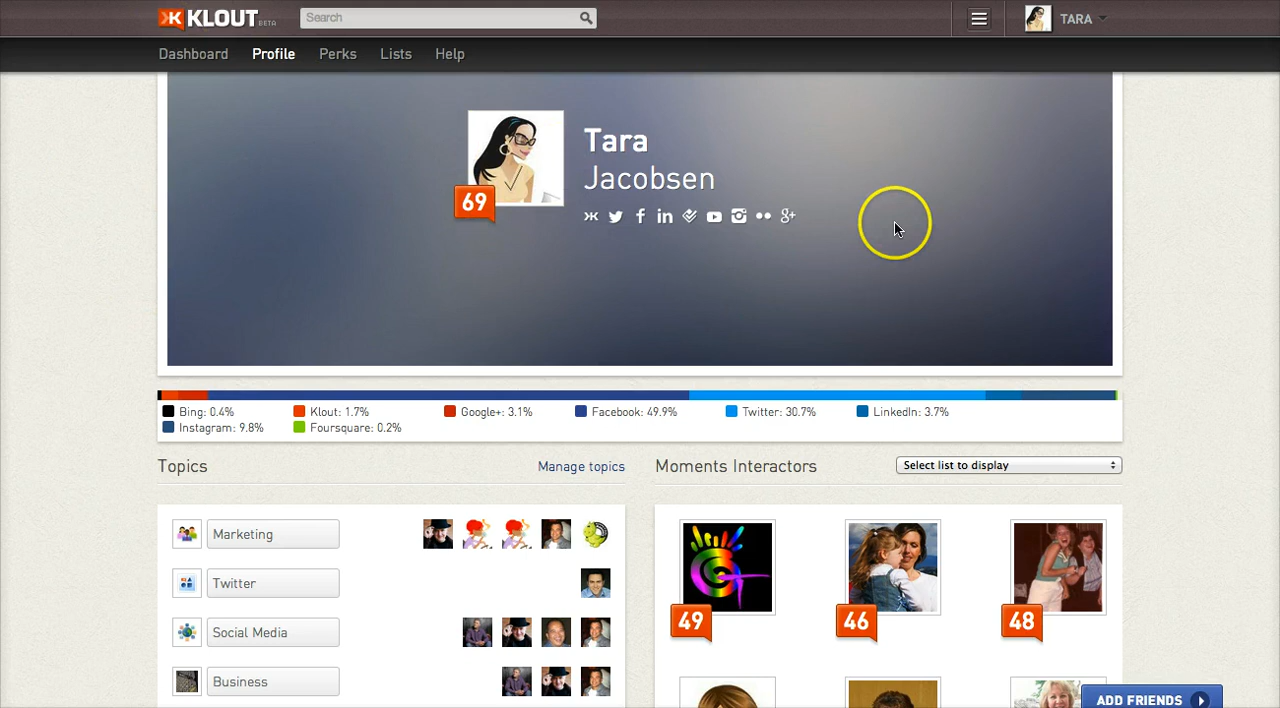 KLOUT BETA
Search
TARA
Dashboard Profile Perks Lists Help
Tara
Jacobsen
69
Bing: 0.4% Klout: 1.7% Google+: 3.1% Facebook: 49.9% Twitter: 30.7% LinkedIn: 3.7%
Instagram: 9.8% Foursquare: 0.2%
Topics Manage topics
Moments Interactors Select list to display
Marketing
Twitter
Social Media
Business
49 46 48
ADD FRIENDS